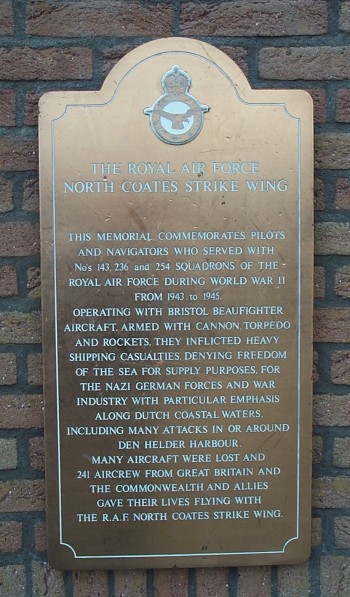 THE ROYAL AIR FORCE
NORTH COATES STRIKE WING
THIS MEMORIAL COMMEMORATES PILOTS
AND NAVIGATORS WHO SERVED WITH
No's 143, 236 and 254 SQUADRONS OF THE
ROYAL AIR FORCE DURING WORLD WAR II
FROM 1943 to 1945.
OPERATING WITH BRISTOL BEAUFIGHTER
AIRCRAFT, ARMED WITH CANNON, TORPEDO
AND ROCKETS, THEY INFLICTED HEAVY
SHIPPING CASUALTIES, DENYING FREEDOM
OF THE SEA FOR SUPPLY PURPOSES, FOR
THE NAZI GERMAN FORCES AND WAR
INDUSTRY WITH PARTICULAR EMPHASIS
ALONG DUTCH COASTAL WATERS,
INCLUDING MANY ATTACKS IN OR AROUND
DEN HELDER HARBOUR.
MANY AIRCRAFT WERE LOST AND
241 AIRCREW FROM GREAT BRITAIN AND
THE COMMONWEALTH AND ALLIES
GAVE THEIR LIVES FLYING WITH
THE R.A.F. NORTH COATES STRIKE WING.